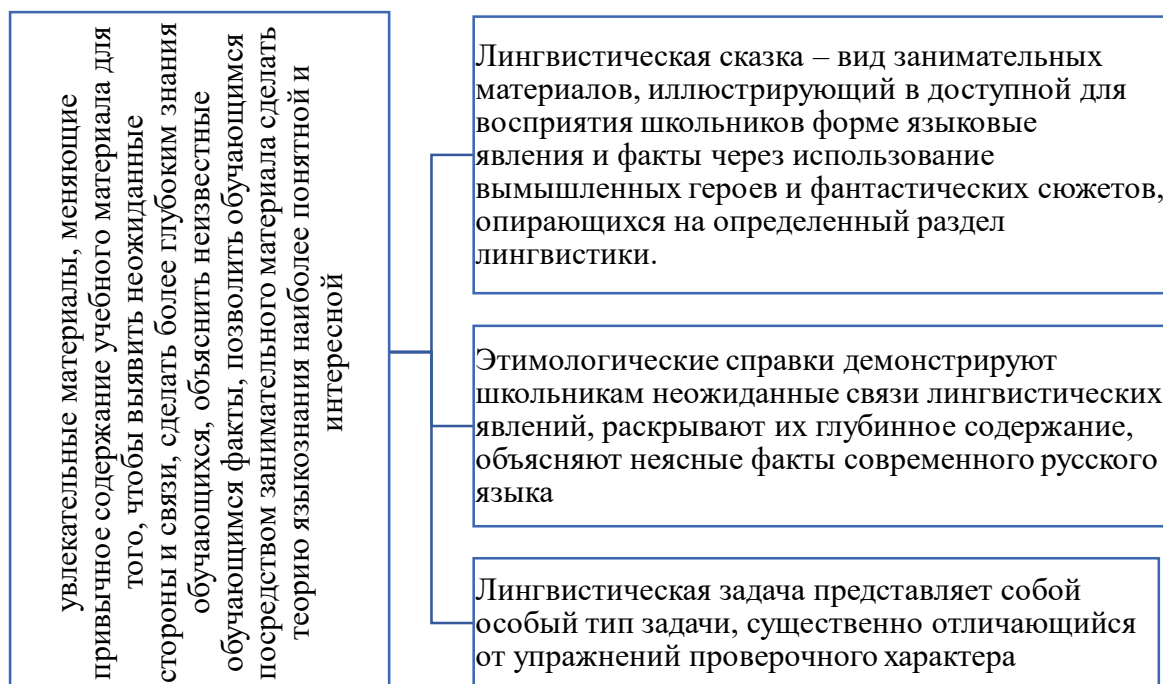 увлекательные материалы, меняющие
привычное содержание учебного материала для
того, чтобы выявить неожиданные
стороны и связи, сделать более глубоким знания
обучающихся, объяснить неизвестные
обучающимся факты, позволить обучающимся
посредством занимательного материала сделать
теорию языкознания наиболее понятной и
интересной
Лингвистическая сказка – вид занимательных
материалов, иллюстрирующий в доступной для
восприятия школьников форме языковые
явления и факты через использование
вымышленных героев и фантастических сюжетов,
опирающихся на определенный раздел
лингвистики.
Этимологические справки демонстрируют
школьникам неожиданные связи лингвистических
явлений, раскрывают их глубинное содержание,
объясняют неясные факты современного русского
языка
Лингвистическая задача представляет собой
особый тип задачи, существенно отличающийся
от упражнений проверочного характера